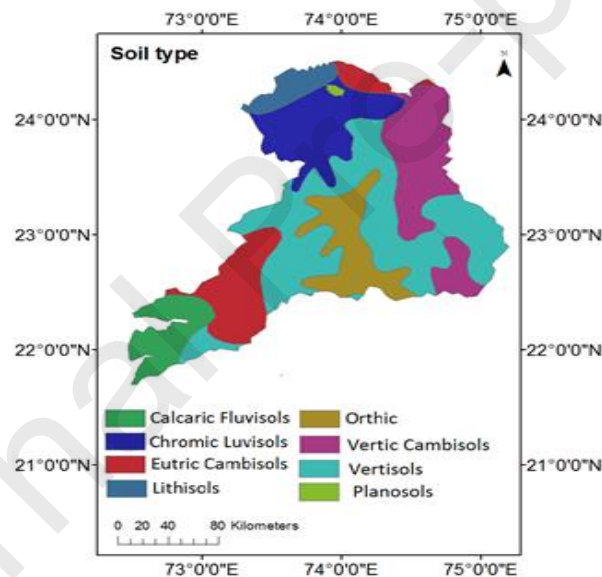 73°0'0"E 74°0'0"E 75°0'0"E
Soil type
24°0'0"N 24°0'0"N
23°0'0"N 23°0'0"N
22°0'0"N 22°0'0"N
Calcaric Fluvisols Orthic
Chromic Luvisols Vertic Cambisols
Eutric Cambisols Vertisols
21°0'0"N 21°0'0"N
Lithisols Planosols
0 20 40 80 Kilometers
73°0'0"E 74°0'0"E 75°0'0"E